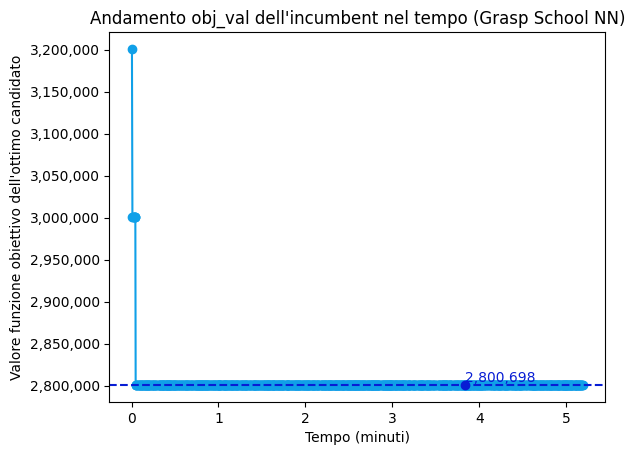 Andamento obj_val dell'incumbent nel tempo (Grasp School NN)
Valore funzione obiettivo dell'ottimo candidato
3,200,000
3,150,000
3,100,000
3,050,000
3,000,000
2,950,000
2,900,000
2,850,000
2,800,000
2,800,698
0 1 2 3 4 5
Tempo (minuti)